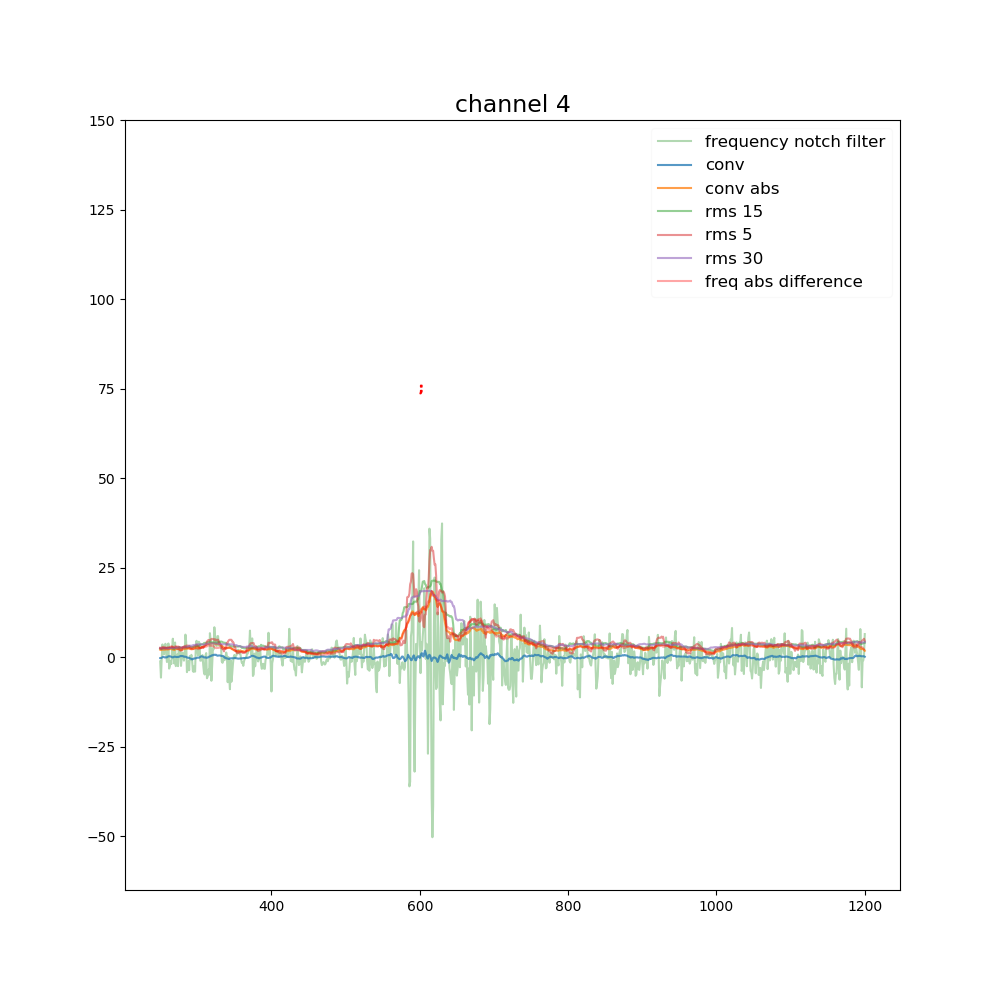 channel 4
150
125
100
75
50
25
0
−25
−50
400 600 800 1000 1200
frequency notch filter
conv
conv abs
rms 15
rms 5
rms 30
freq abs difference
;